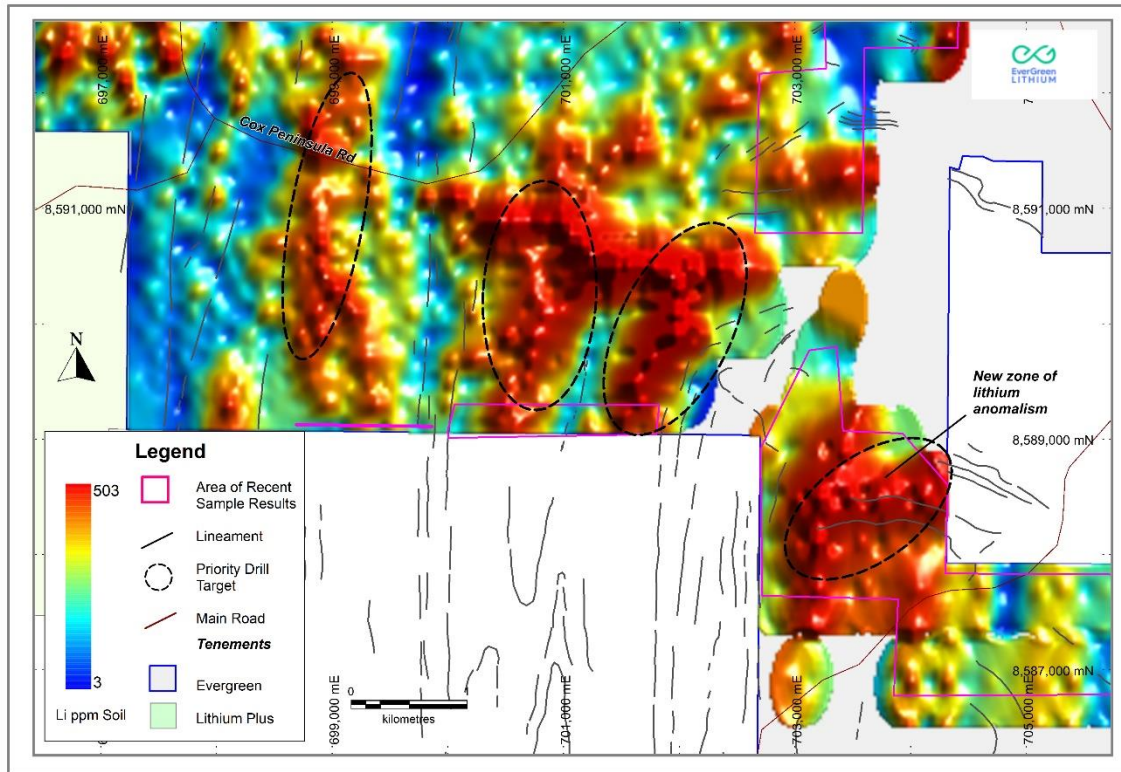 EverGreen
LITHIUM
697,000 mE
699,000 mE
701,000 mE
703,000 mE
Cox Peninsula Rd
8,591,000 mN
8,591,000 mN
N
New zone of
lithium
anomalism
8,589,000 mN
Legend
503
3
Li ppm Soil
Area of Recent
Sample Results
Lineament
Priority Drill
Target
Main Road
Tenements
Evergreen
Lithium Plus
0
kilometres
8,587,000 mN
699,000 mE
701,000 mE
703,000 mE
705,000 mE